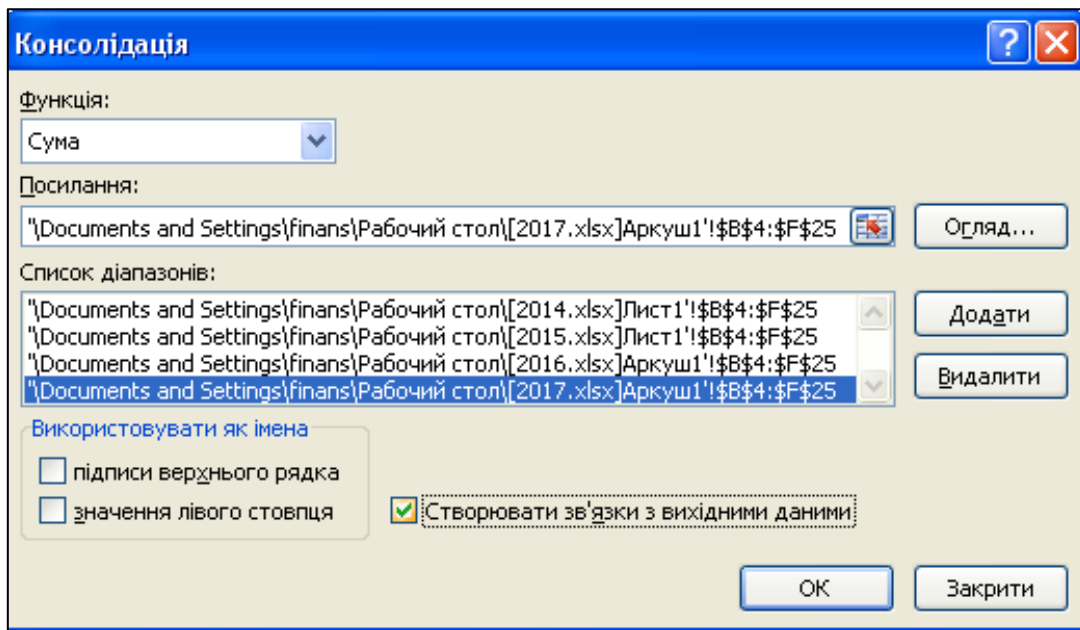 Консолідація
Функція:
Сума
Посилання:
"\Documents and Settings\finans\Рабочий стол\[2017.xlsx]Аркуш1'!$B$4:$F$25
Огляд...
Список діапазонів:
"\Documents and Settings\finans\Рабочий стол\[2014.xlsx]Лист1'!$B$4:$F$25
"\Documents and Settings\finans\Рабочий стол\[2015.xlsx]Лист1'!$B$4:$F$25
"\Documents and Settings\finans\Рабочий стол\[2016.xlsx]Аркуш1'!$B$4:$F$25
"\Documents and Settings\finans\Рабочий стол\[2017.xlsx]Аркуш1'!$B$4:$F$25
Додати
Видалити
Використовувати як імена
підписи верхнього рядка
значення лівого стовпця
Створювати зв'язки з вихідними даними
ОК
Закрити